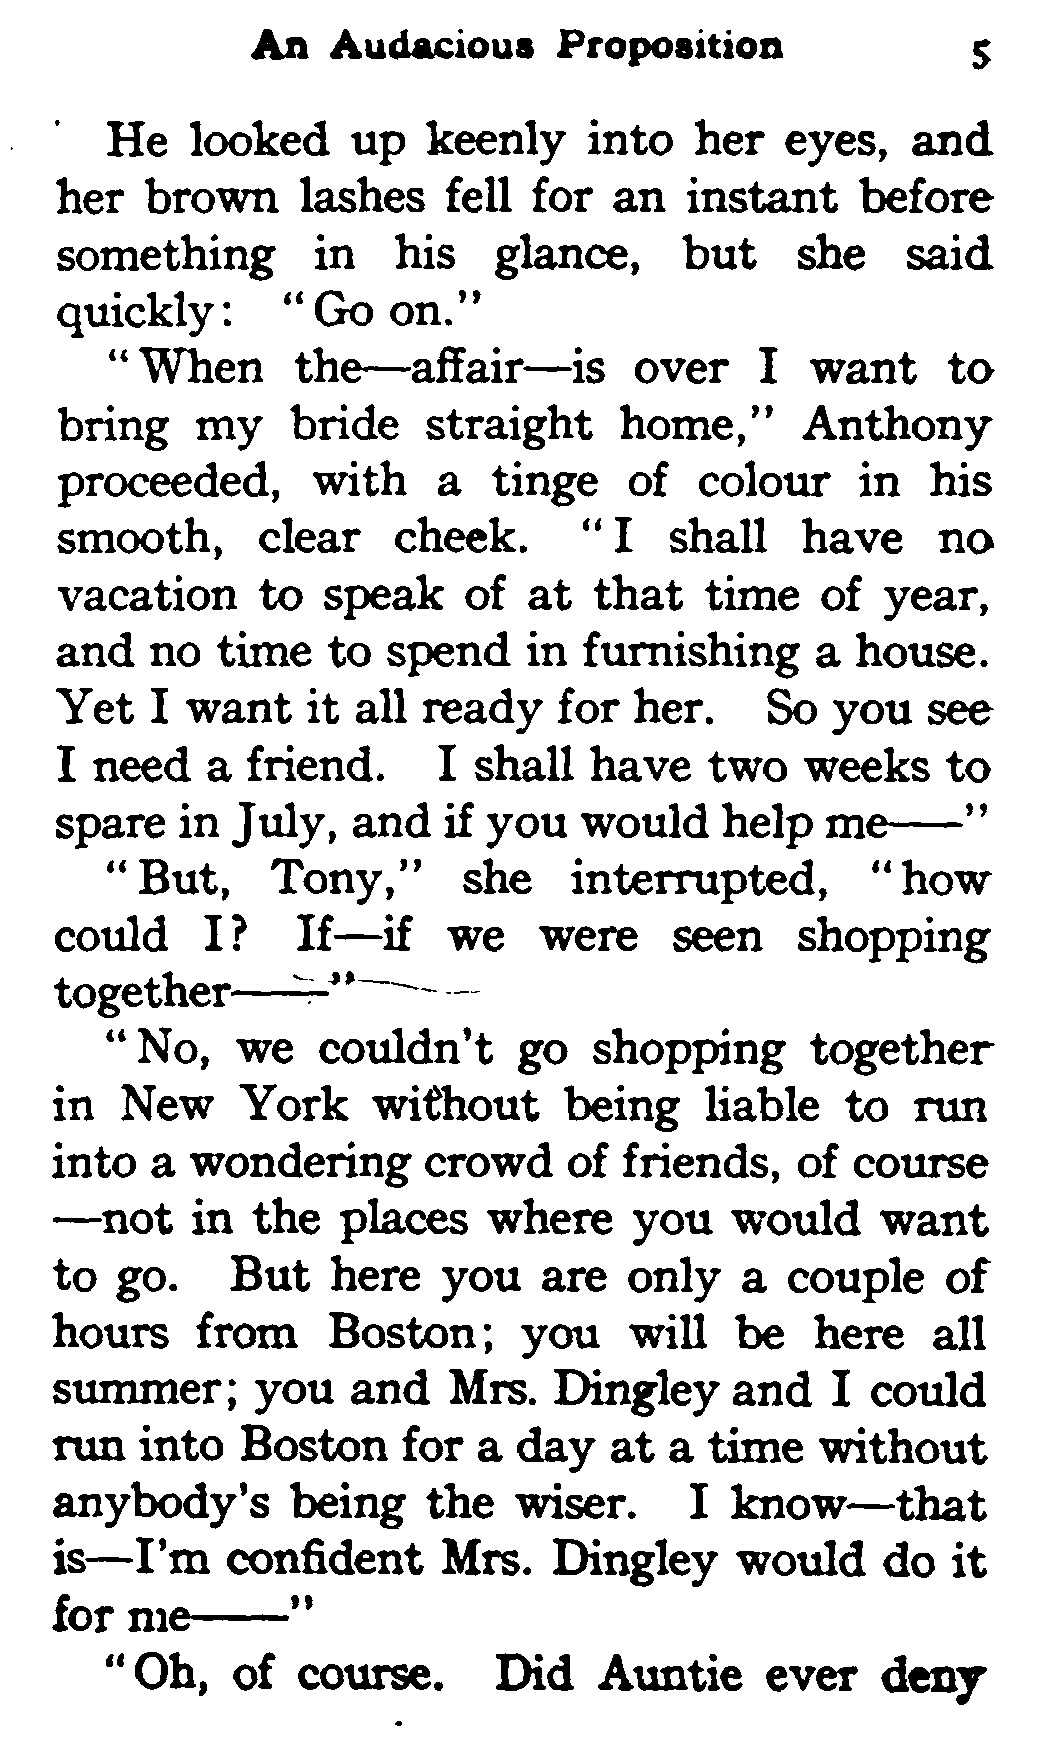 An Audacious Proposition 5
He looked up keenly into her eyes, and
her brown lashes fell for an instant before
something in his glance, but she said
quickly: "Go on."
"When the—affair—is over I want to
bring my bride straight home," Anthony
proceeded, with a tinge of colour in his
smooth, clear cheek. "I shall have no
vacation to speak of at that time of year,
and no time to spend in furnishing a house.
Yet I want it all ready for her. So you see
I need a friend. I shall have two weeks to
spare in July, and if you would help me——"
"But, Tony," she interrupted, "how
could I? If—if we were seen shopping
together——"
"No, we couldn't go shopping together
in New York without being liable to run
into a wondering crowd of friends, of course
—not in the places where you would want
to go. But here you are only a couple of
hours from Boston; you will be here all
summer; you and Mrs. Dingley and I could
run into Boston for a day at a time without
anybody's being the wiser. I know—that
is—I'm confident Mrs. Dingley would do it
for me——"
"Oh, of course. Did Auntie ever deny